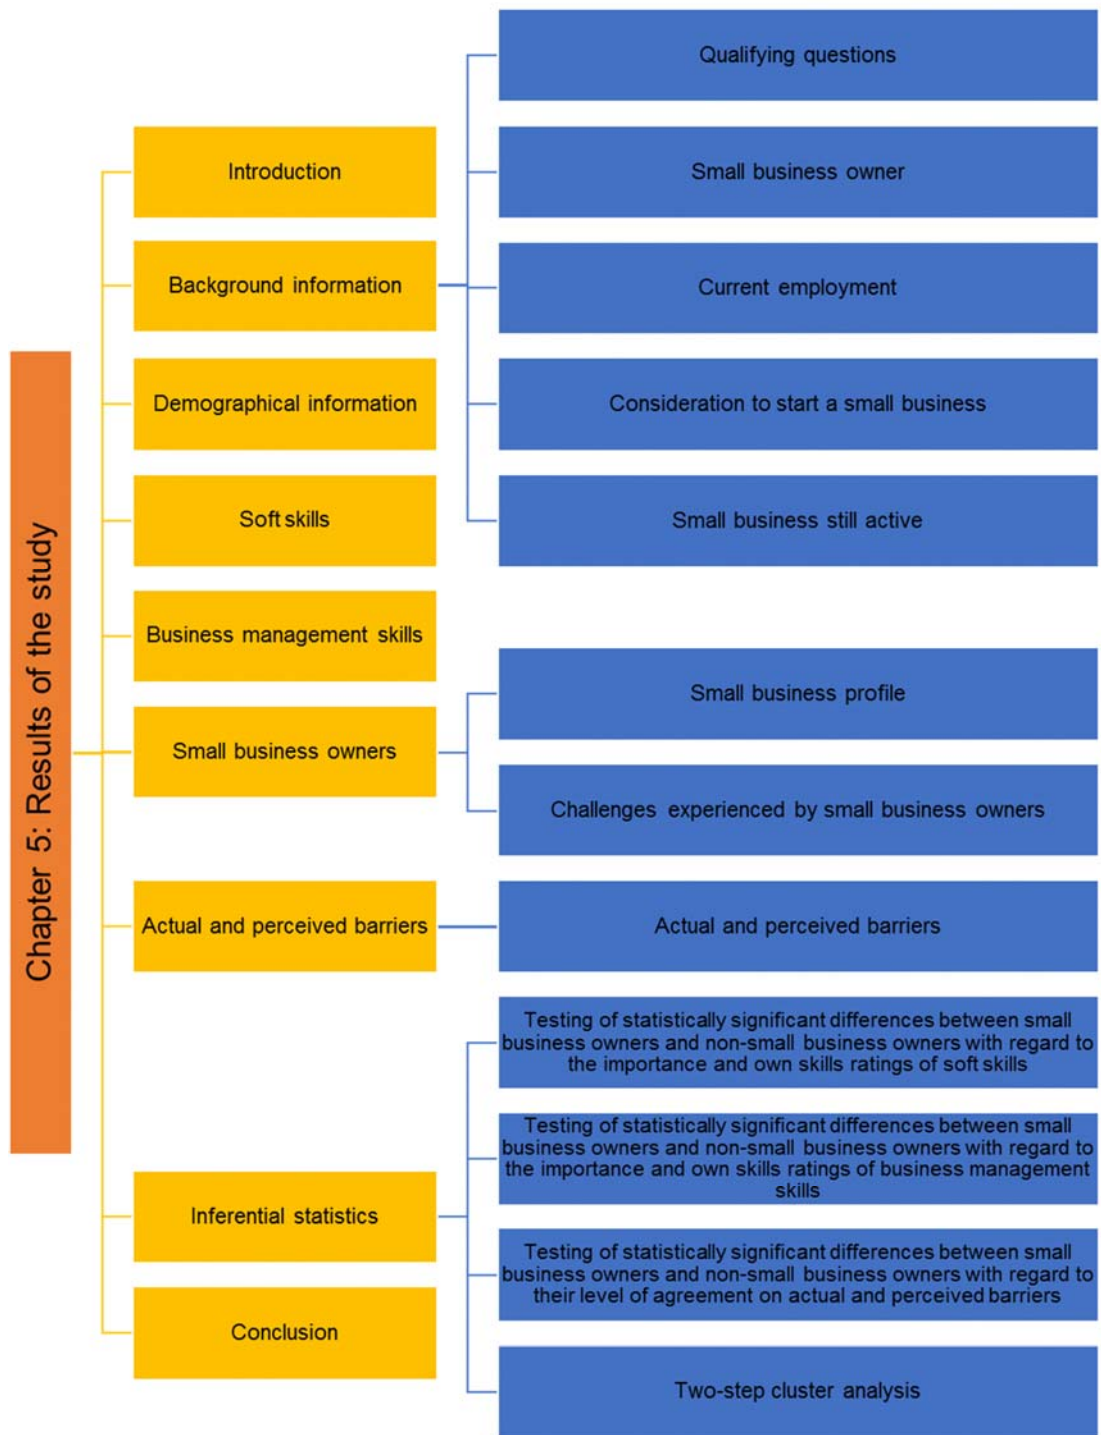 Chapter 5: Results of the study
Introduction
Background information
Qualifying questions
Small business owner
Current employment
Consideration to start a small business
Small business still active
Demographical information
Soft skills
Business management skills
Small business owners
Small business profile
Challenges experienced by small business owners
Actual and perceived barriers
Actual and perceived barriers
Inferential statistics
Testing of statistically significant differences between small
business owners and non-small business owners with regard to
the importance and own skills ratings of soft skills
Testing of statistically significant differences between small
business owners and non-small business owners with regard to
the importance and own skills ratings of business management
skills
Testing of statistically significant differences between small
business owners and non-small business owners with regard to
their level of agreement on actual and perceived barriers
Two-step cluster analysis
Conclusion